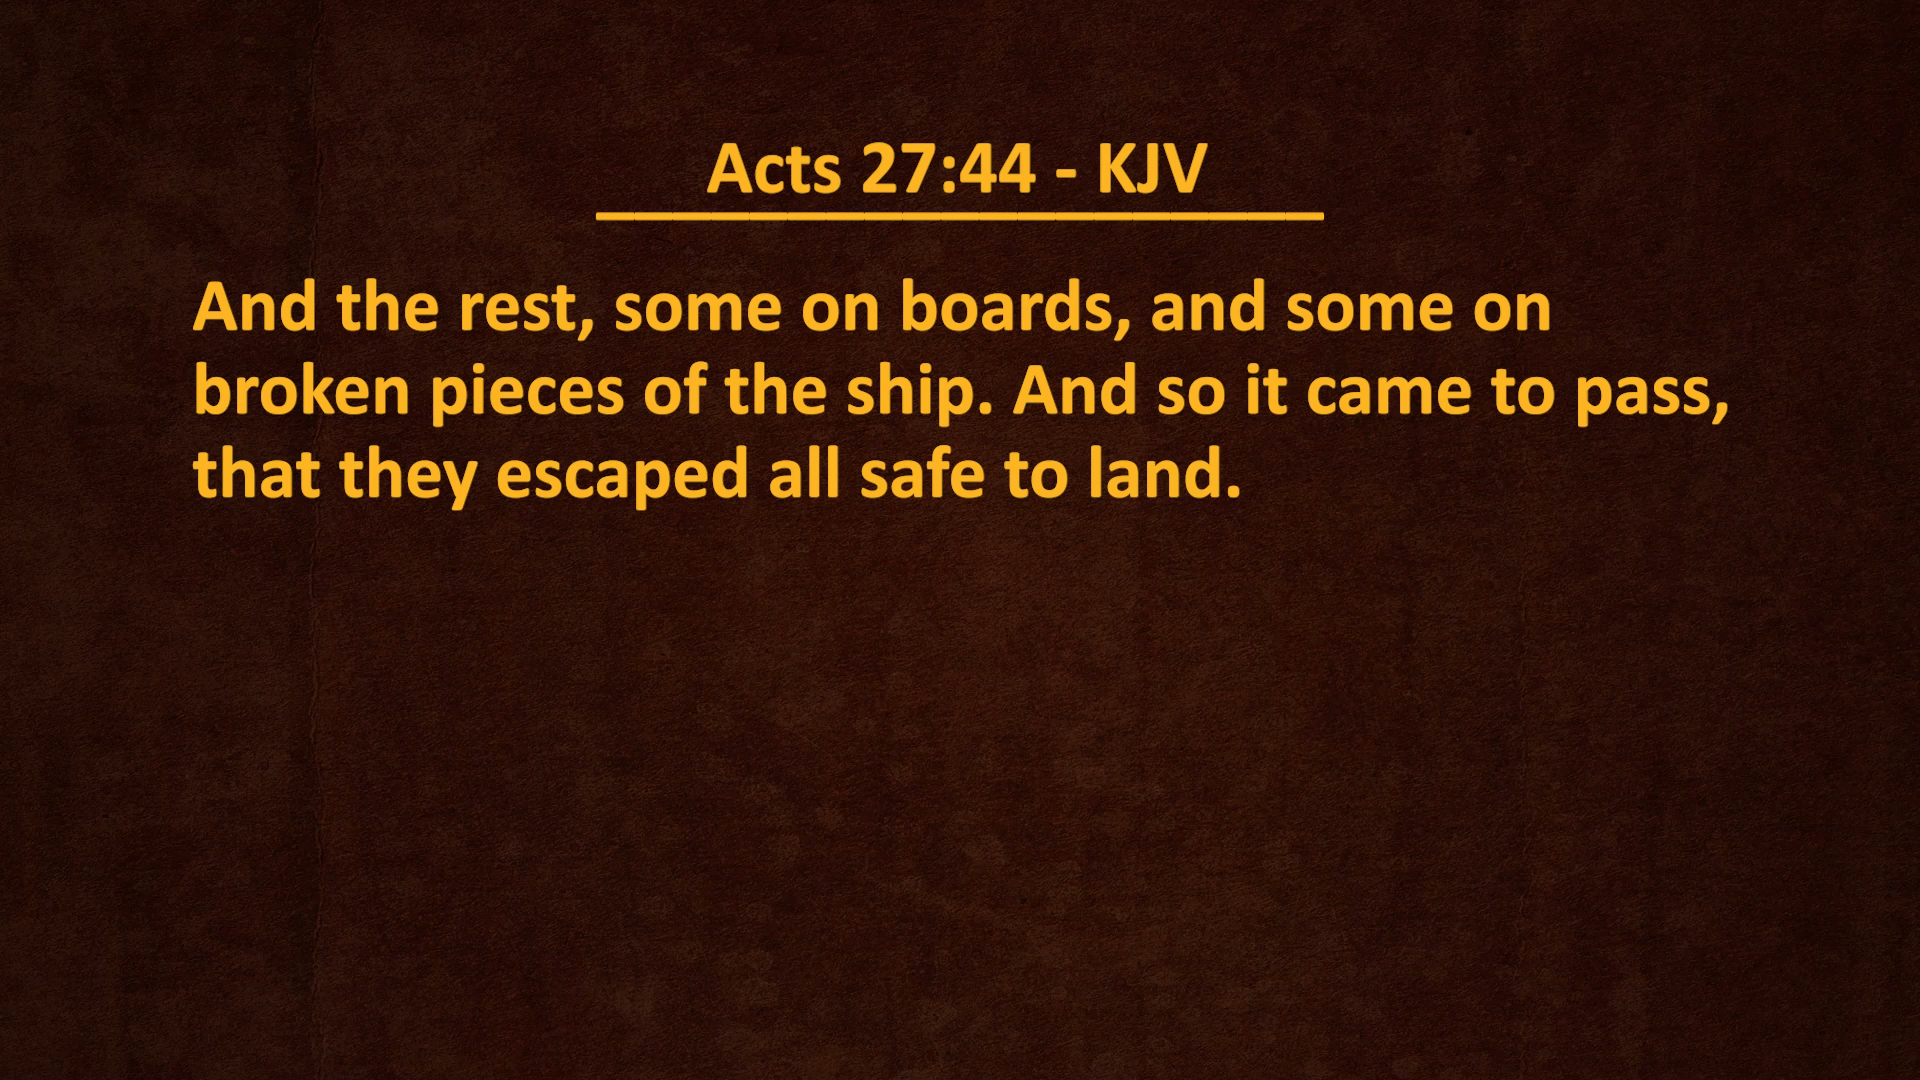 Acts 27:44 - KJV
And the rest, some on boards, and some on
broken pieces of the ship. And so it came to pass,
that they escaped all safe to land.